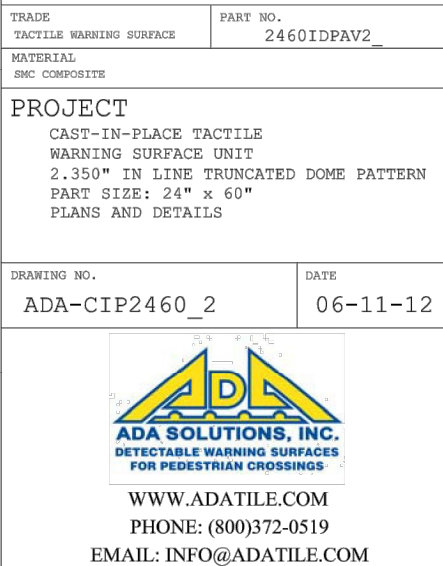 TRADE
TACTILE WARNING SURFACE
PART NO.
2460IDPAV2_
MATERIAL
SMC COMPOSITE
PROJECT
CAST-IN-PLACE TACTILE
WARNING SURFACE UNIT
2.350" IN LINE TRUNCATED DOME PATTERN
PART SIZE: 24" x 60"
PLANS AND DETAILS
DRAWING NO.
ADA-CIP2460_2
DATE
06-11-12
ADA
ADA SOLUTIONS, INC.
DETECTABLE WARNING SURFACES
FOR PEDESTRIAN CROSSINGS
WWW.ADATILE.COM
PHONE: (800)372-0519
EMAIL: INFO@ADATILE.COM